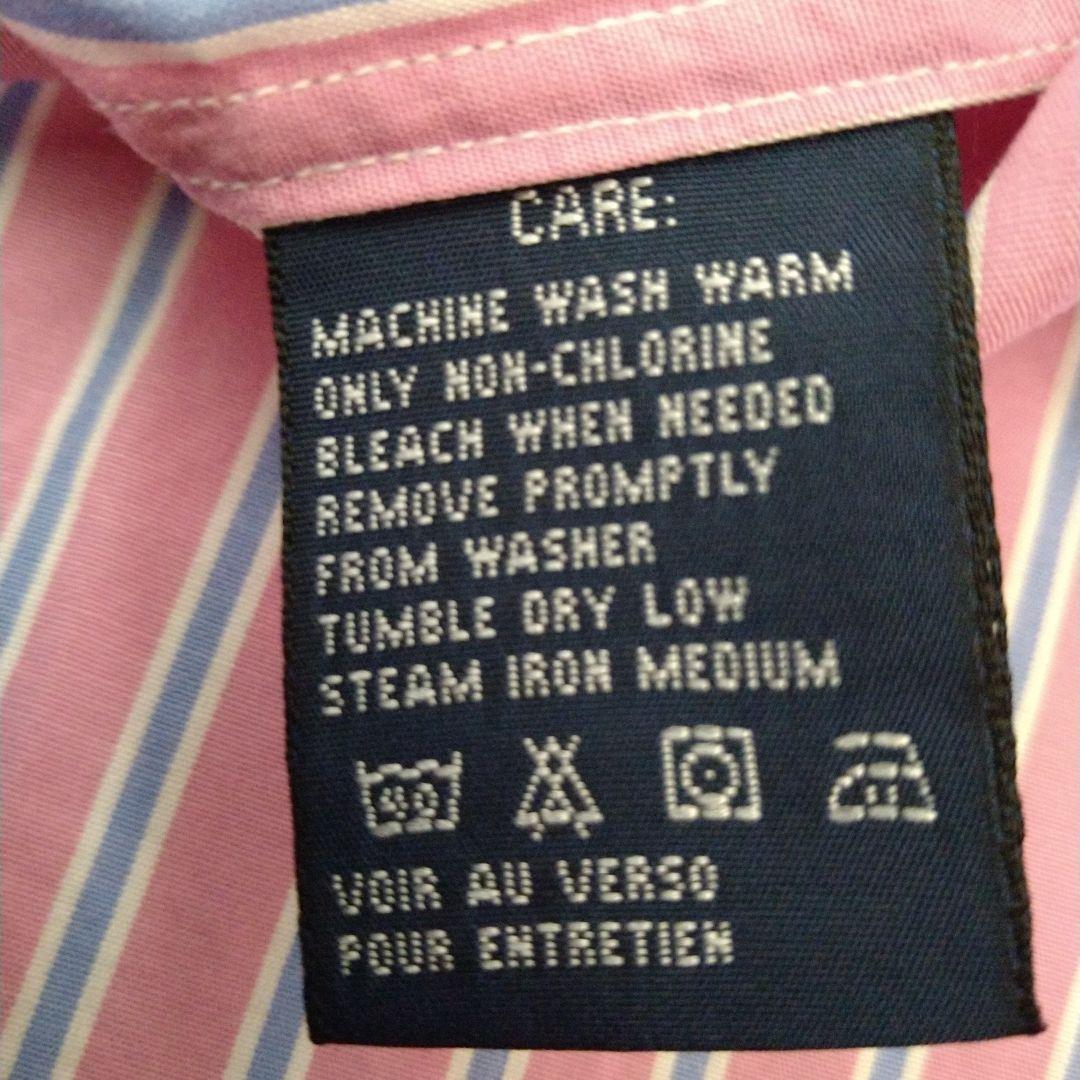 CARE:
MACHINE WASH WARM
ONLY NON-CHLORINE
BLEACH WHEN NEEDED
REMOVE PROMPTLY
FROM WASHER
TUMBLE DRY LOW
STEAM IRON MEDIUM
40
VOIR AU VERSO
POUR ENTRETIEN